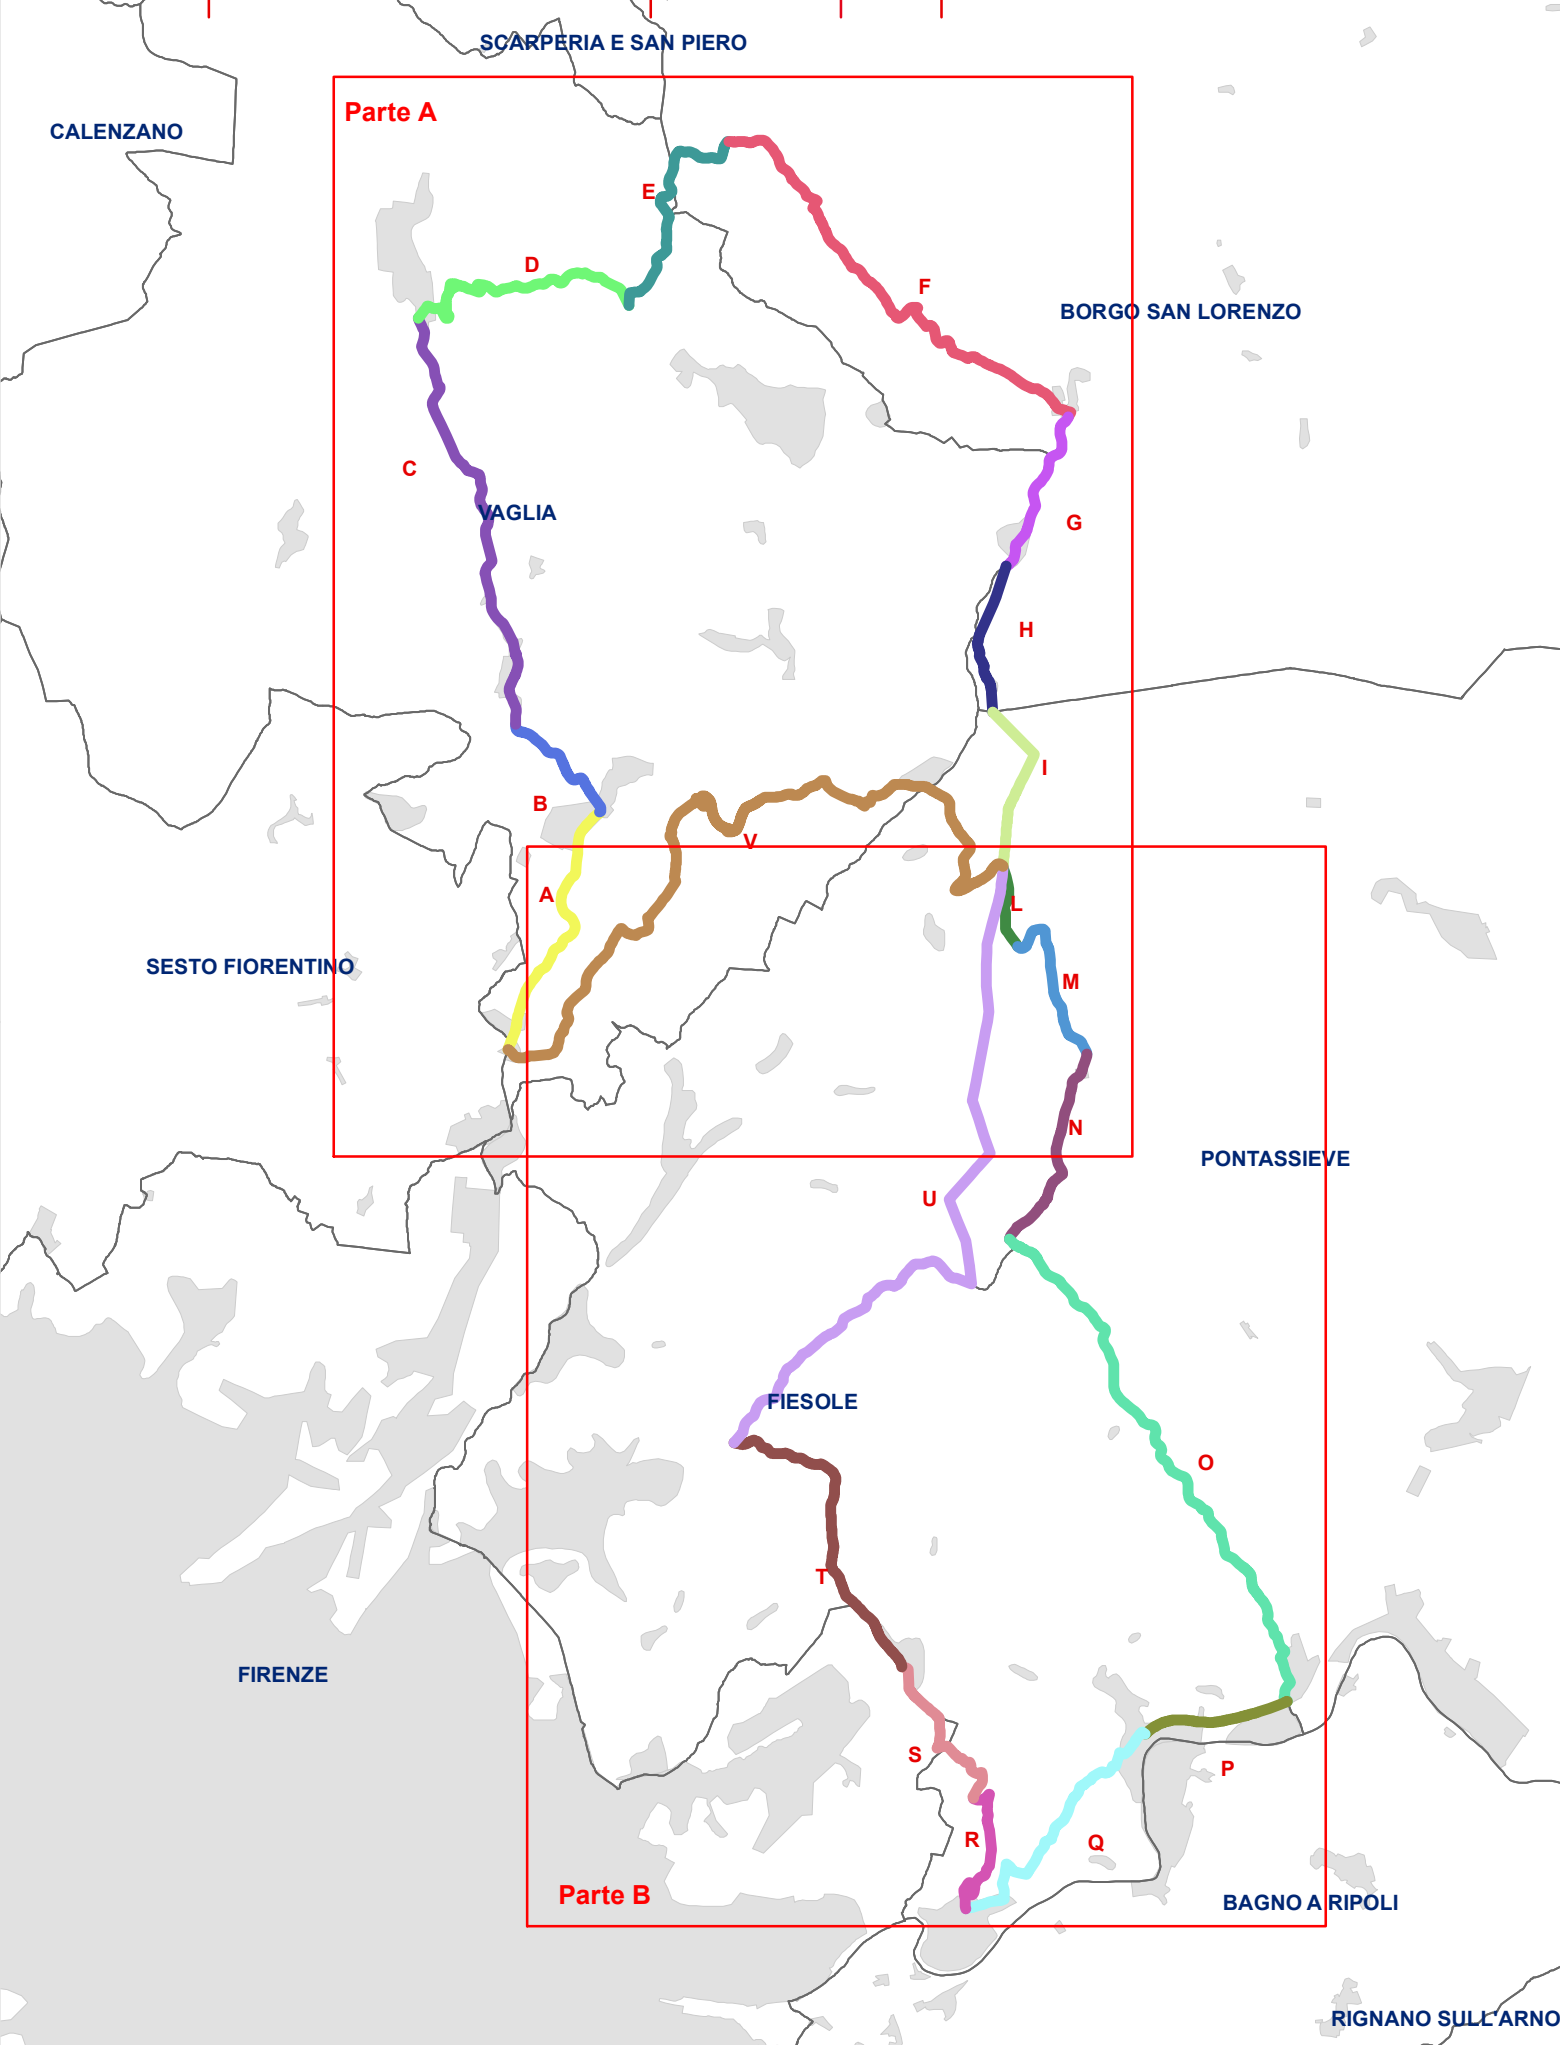 SCARPERIA E SAN PIERO
Parte A
CALENZANO
E
D
F
BORGO SAN LORENZO
C
VAGLIA
G
H
I
B
V
A
L
SESTO FIORENTINO
M
N
PONTASSIEVE
U
FIESOLE
O
T
FIRENZE
S
P
R
Q
Parte B
BAGNO A RIPOLI
RIGNANO SULL'ARNO